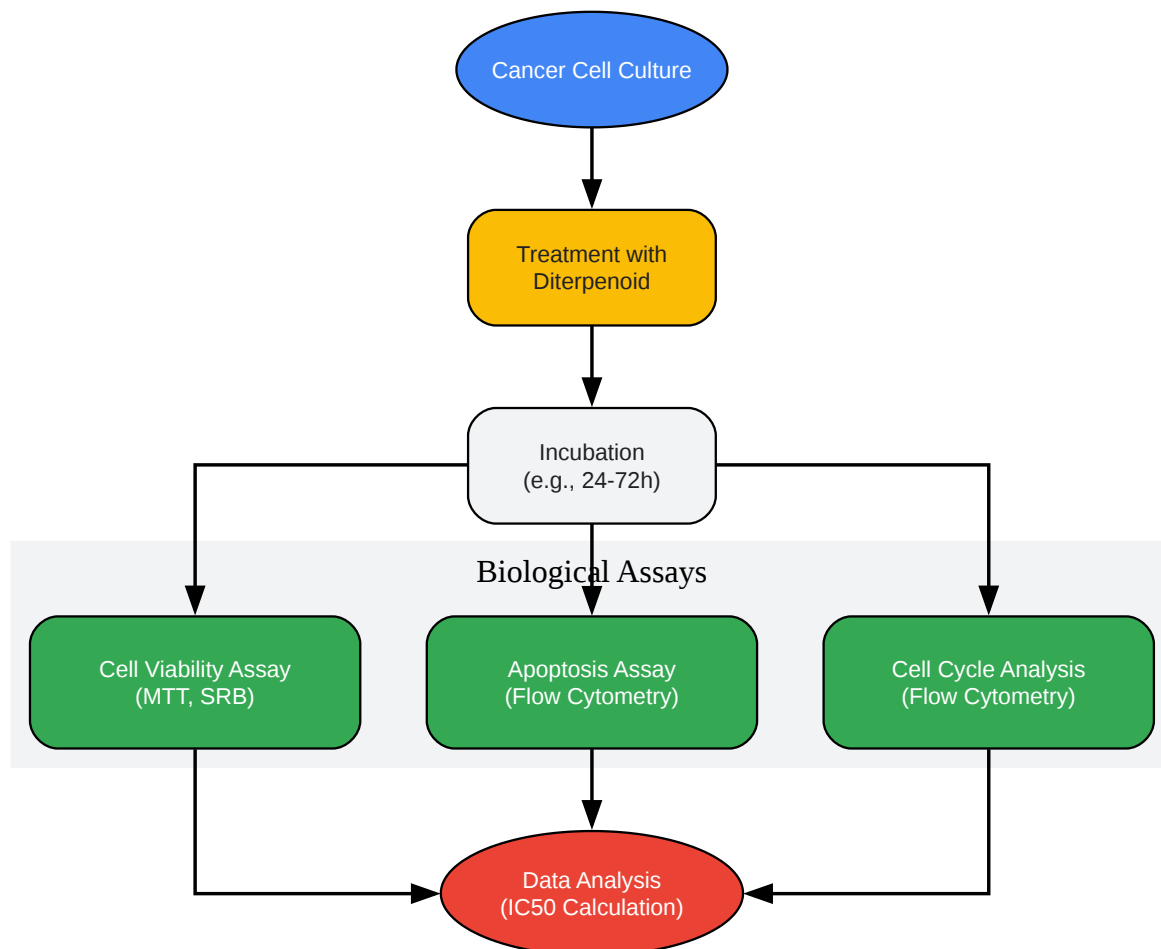 Cancer Cell Culture
Treatment with
Diterpenoid
Incubation
(e.g., 24-72h)
Biological Assays
Cell Viability Assay
(MTT, SRB)
Apoptosis Assay
(Flow Cytometry)
Cell Cycle Analysis
(Flow Cytometry)
Data Analysis
(IC50 Calculation)